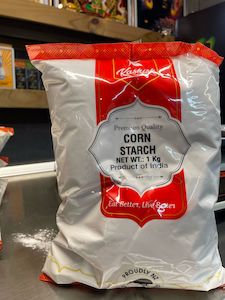 Premium Quality
CORN
STARCH
NET WT.: 1 Kg
Product of India
Eat Better, Live Better
PROUDLY NZ